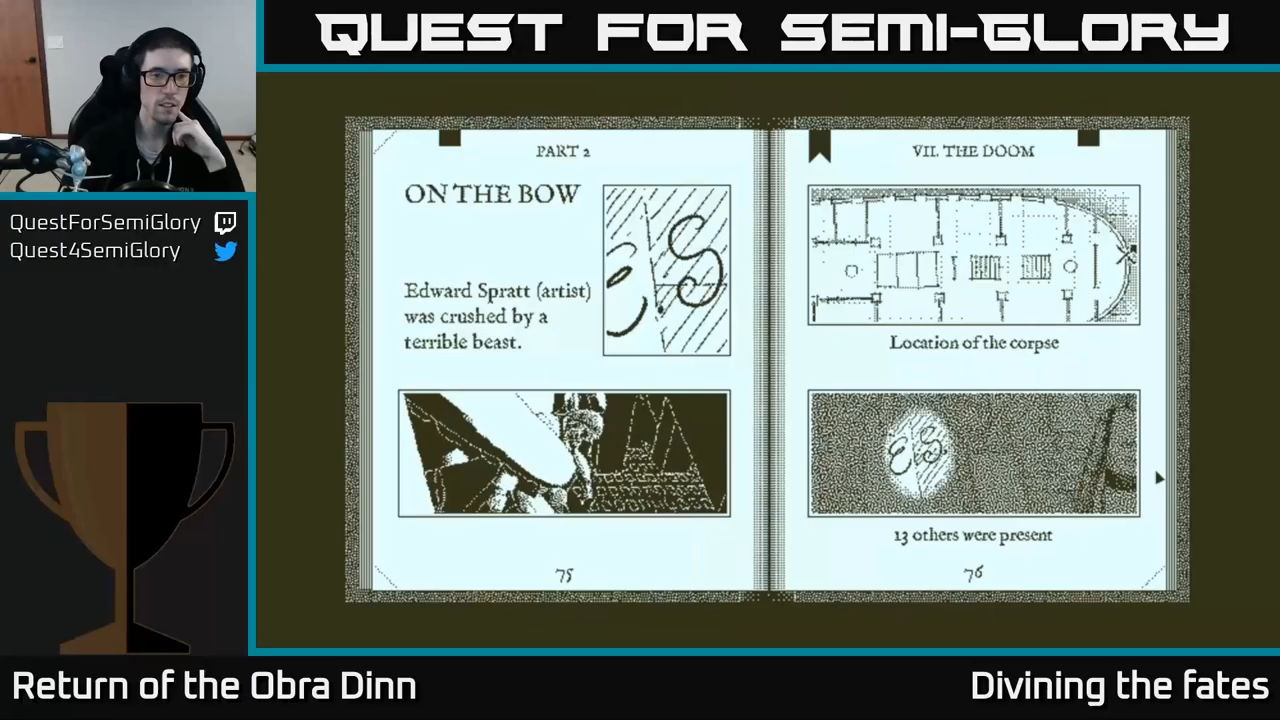 QUEST FOR SEMI-GLORY
QuestForSemiGlory
Quest4SemiGlory
PART 2
ON THE BOW
Edward Spratt (artist)
was crushed by a
terrible beast.
ES
75
VII. THE DOOM
Location of the corpse
ES
13 others were present
76
Return of the Obra Dinn
Divining the fates